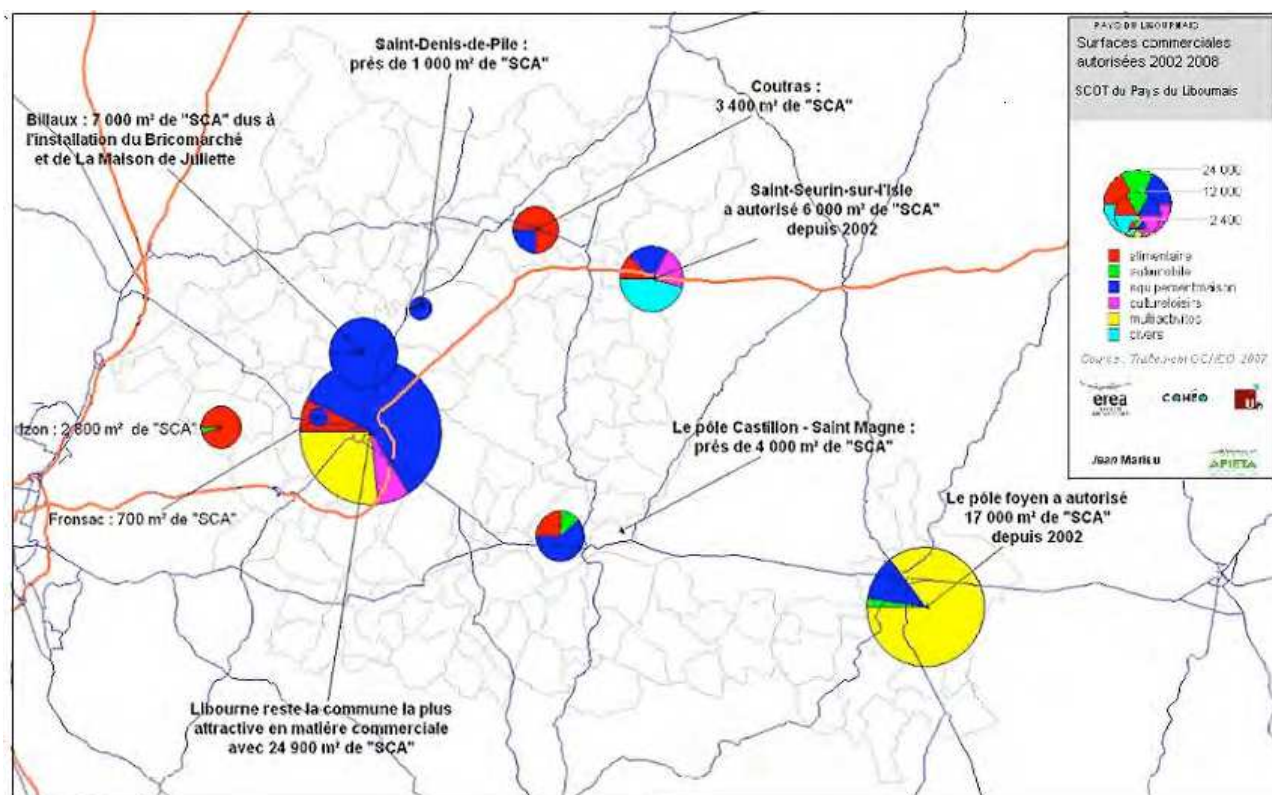 Saint-Denis-de-Pile :
près de 1 000 m² de "SCA"
Coutras :
3 400 m² de "SCA"
Billaux : 7 000 m² de "SCA" dus à
l'installation du Bricomarché
et de La Maison de Juliette
Saint-Seurin-sur-l'Isle
a autorisé 6 000 m² de "SCA"
depuis 2002
Izon : 2 800 m² de "SCA"
Le pôle Castillon - Saint Magne :
près de 4 000 m² de "SCA"
Fronsac : 700 m² de "SCA"
Le pôle foyen a autorisé
17 000 m² de "SCA"
depuis 2002
Libourne reste la commune la plus
attractive en matière commerciale
avec 24 900 m² de "SCA"
PAYS DU LIBOURNAIS
Surfaces commerciales
autorisées 2002 2008
SCOT du Pays du Libournais
24 000
12 000
2 400
alimentaire
automobile
equipementmaison
cultureloisirs
multiactivites
divers
2007
erea
COHÉO
Jean Marieu